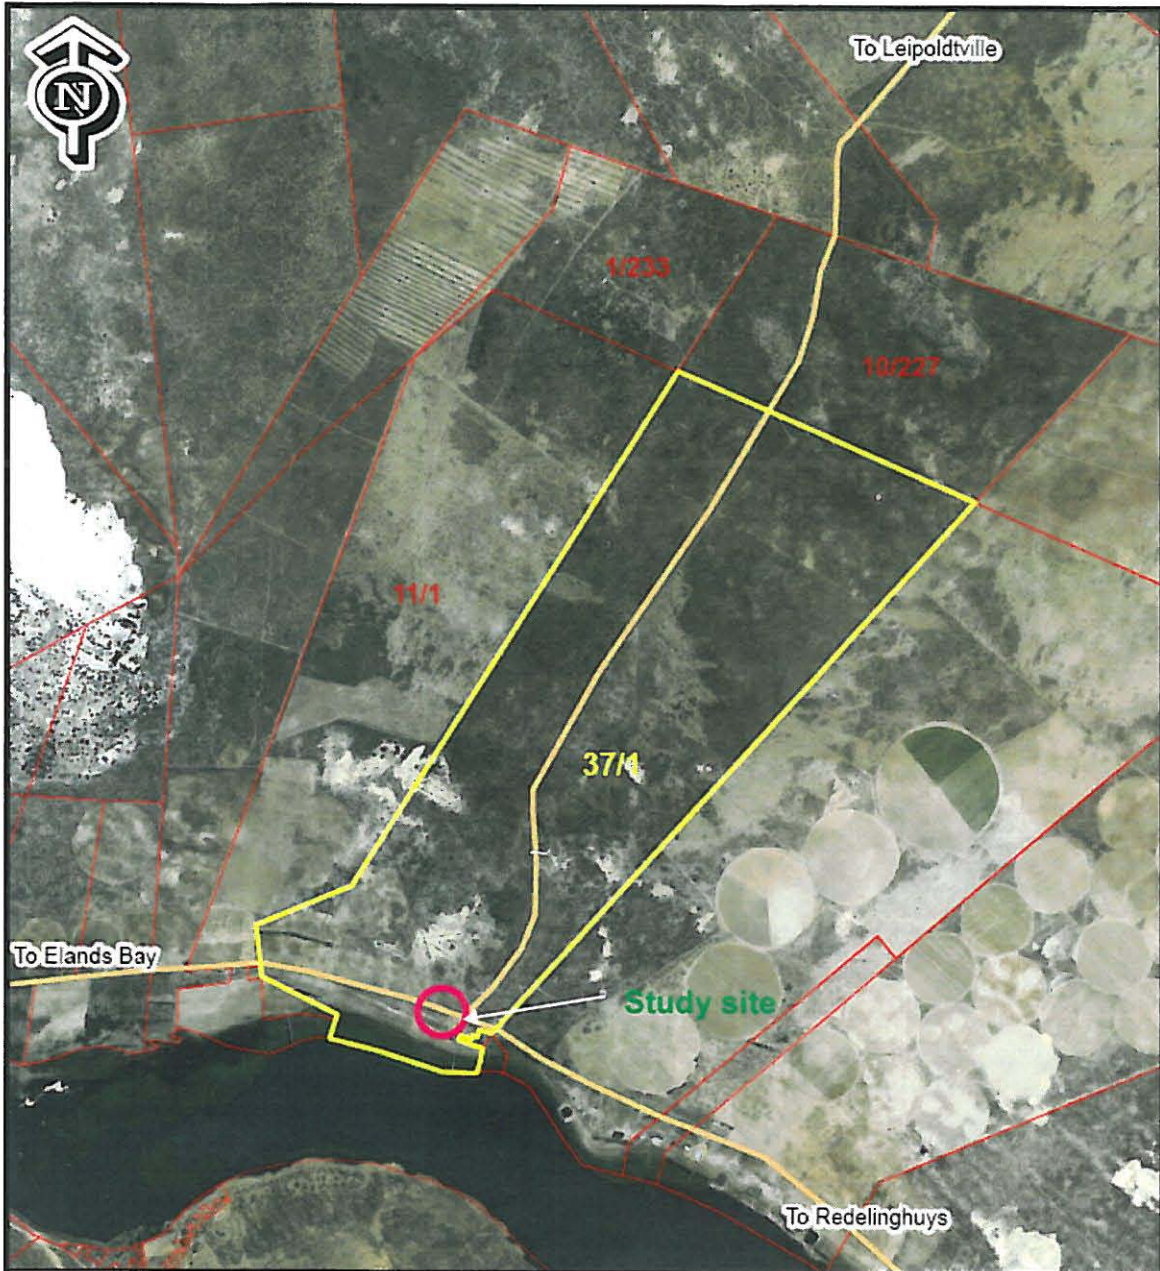 N
To Leipoldtville
1/233
10/227
11/1
37/1
To Elands Bay
Study site
To Redelinghuys